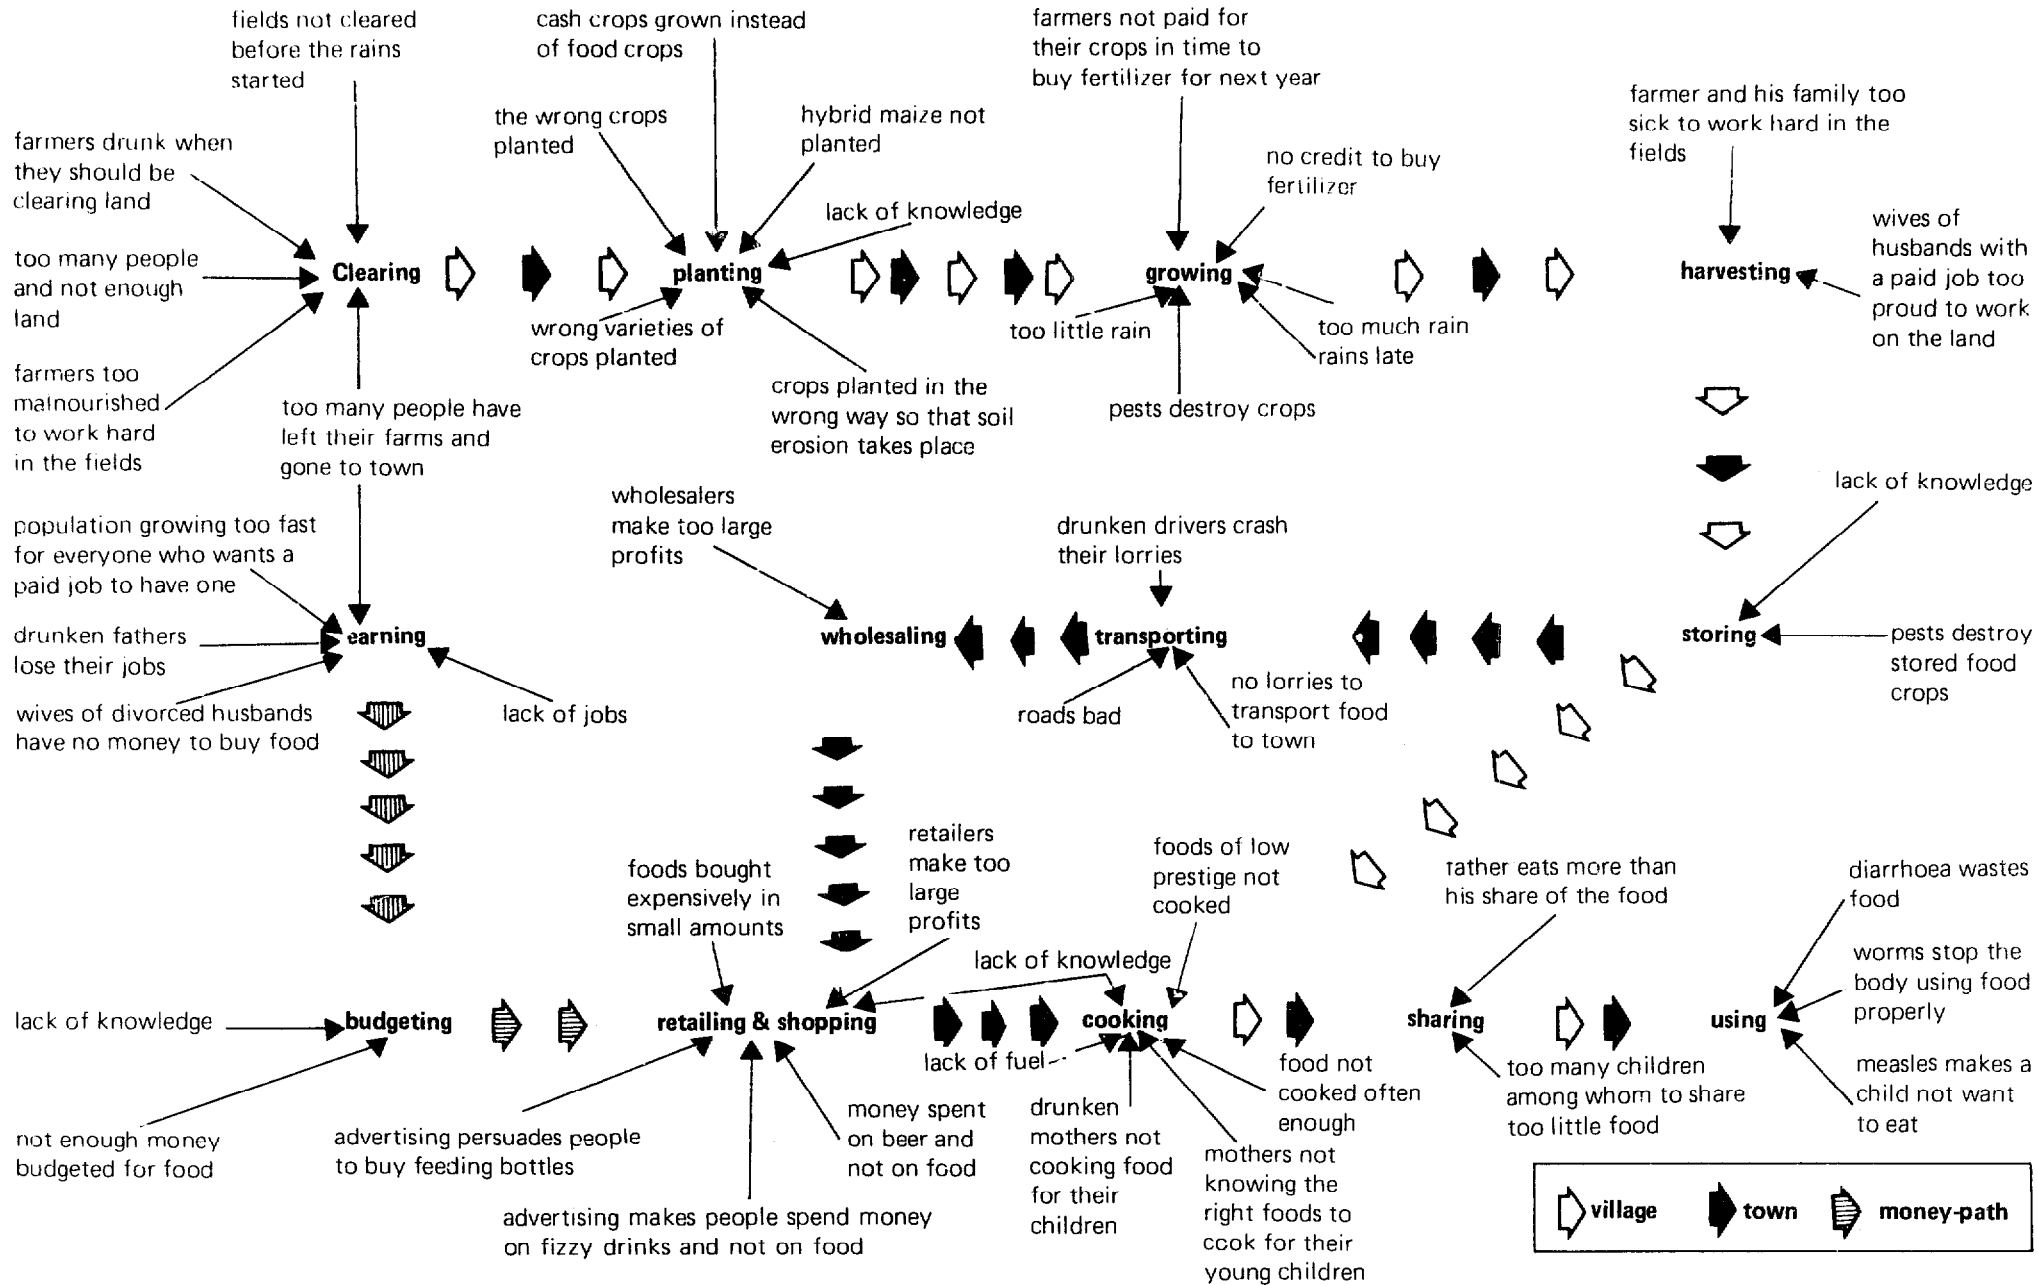 fields not cleared
before the rains
started
cash crops grown instead
of food crops
farmers not paid for
their crops in time to
buy fertilizer for next year
farmer and his family too
sick to work hard in the
fields
the wrong crops
planted
hybrid maize not
planted
farmers drunk when
they should be
clearing land
no credit to buy
fertilizer
lack of knowledge
wives of
husbands with
a paid job too
proud to work
on the land
too many people
and not enough
land
Clearing
planting
growing
harvesting
wrong varieties of
crops planted
too little rain
too much rain
rains late
farmers too
malnourished
to work hard
in the fields
crops planted in the
wrong way so that soil
erosion takes place
pests destroy crops
too many people have
left their farms and
gone to town
wholesalers
make too large
profits
lack of knowledge
population growing too fast
for everyone who wants a
paid job to have one
drunken drivers crash
their lorries
drunken fathers
lose their jobs
earning
wholesaling
transporting
storing
pests destroy
stored food
crops
wives of divorced husbands
have no money to buy food
lack of jobs
roads bad
no lorries to
transport food
to town
foods bought
expensively in
small amounts
retailers
make too
large
profits
foods of low
prestige not
cooked
rather eats more than
his share of the food
diarrhoea wastes
food
lack of knowledge
worms stop the
body using food
properly
lack of knowledge
budgeting
retailing & shopping
cooking
sharing
using
lack of fuel
food not
cooked often
enough
too many children
among whom to share
too little food
measles makes a
child not want
to eat
not enough money
budgeted for food
advertising persuades people
to buy feeding bottles
money spent
on beer and
not on food
drunken
mothers not
cooking food
for their
children
mothers not
knowing the
right foods to
ccok for their
young children
advertising makes people spend money
on fizzy drinks and not on food
village
town
money-path